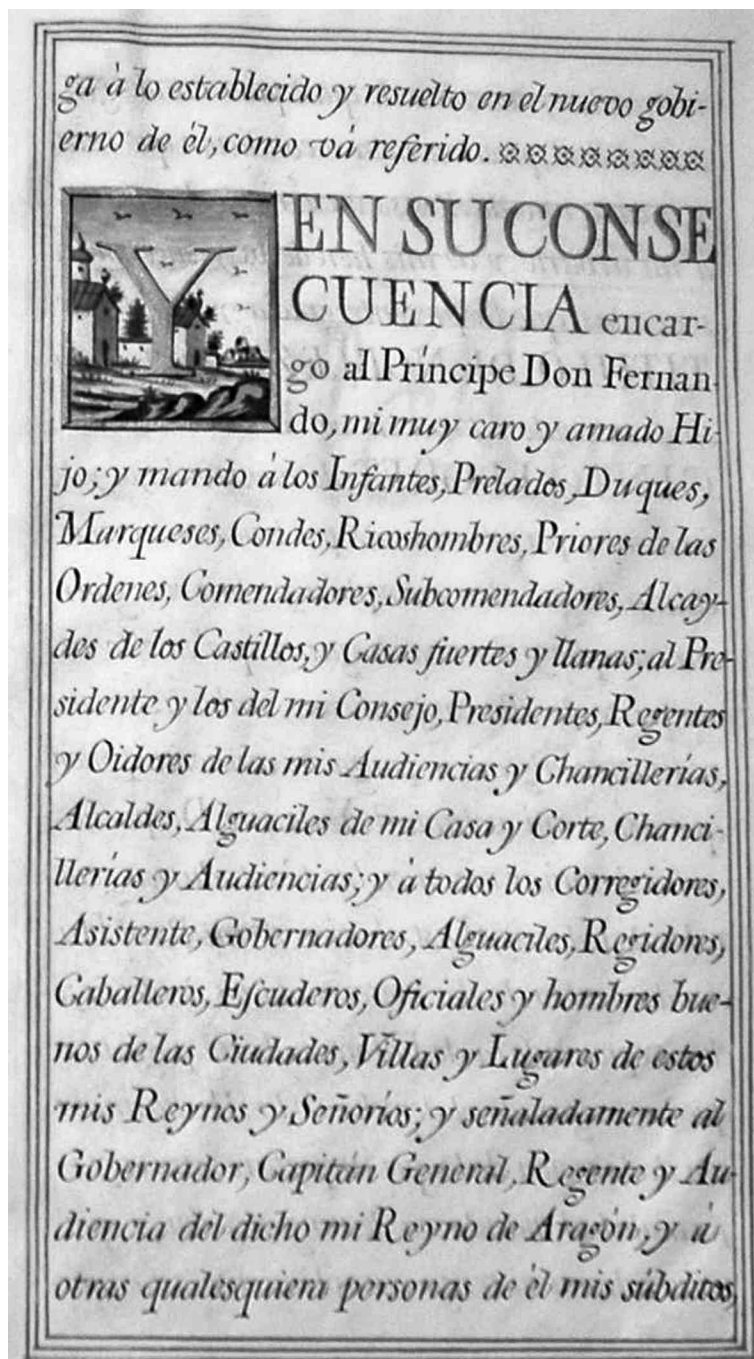 ga à lo establecido y resuelto en el nuevo gobi-
erno de él, como và referido.
Y EN SU CONSE
CUENCIA encar-
go al Príncipe Don Fernan-
do, mi muy caro y amado Hi-
jo; y mando à los Infantes, Prelados, Duques,
Marqueses, Condes, Ricoshombres, Priores de las
Ordenes, Comendadores, Subcomendadores, Alcay-
des de los Castillos, y Casas fuertes y llanas; al Pre-
sidente y los del mi Consejo, Presidentes, Regentes
y Oidores de las mis Audiencias y Chancillerías,
Alcaldes, Alguaciles de mi Casa y Corte, Chanci-
llerías y Audiencias; y à todos los Corregidores,
Asistente, Gobernadores, Alguaciles, Regidores,
Caballeros, Eſcuderos, Oficiales y hombres bue-
nos de las Ciudades, Villas y Lugares de estos
mis Reynos y Señoríos; y señaladamente al
Gobernador, Capitán General, Regente y Au-
diencia del dicho mi Reyno de Aragón, y à
otras qualesquiera personas de él mis súbditos,